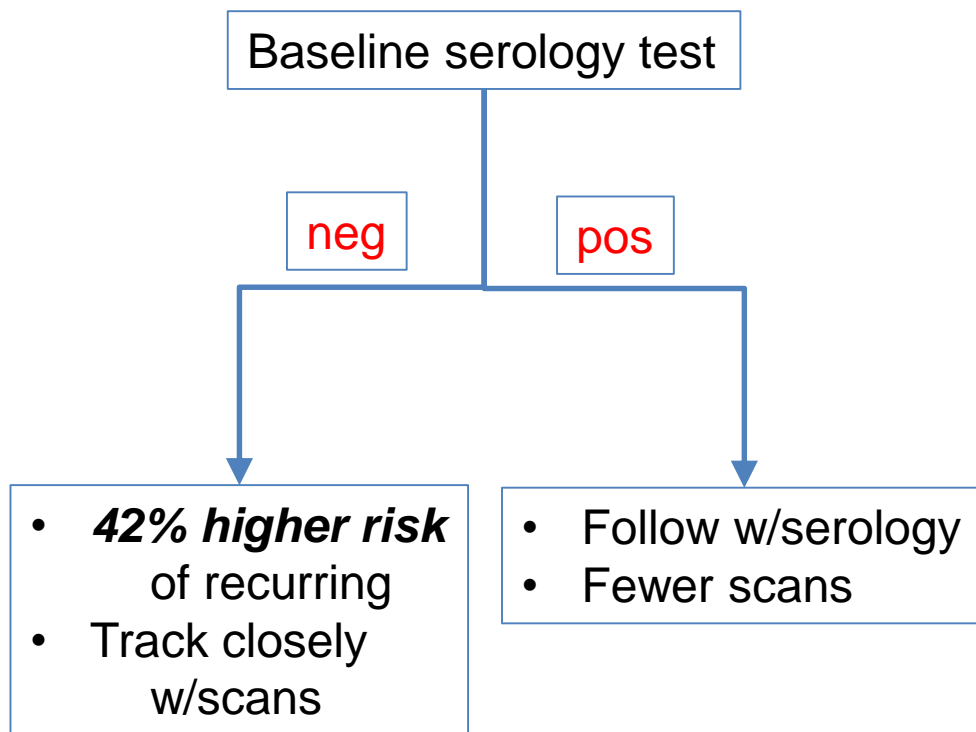 Baseline serology test
neg
pos
• 42% higher risk
of recurring
• Track closely
w/scans
• Follow w/serology
• Fewer scans